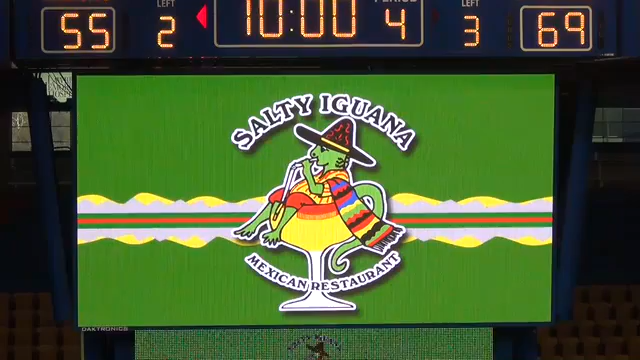 LEFT
PERIOD
LEFT
55
2
10:00
4
3
69
SALTY IGUANA
MEXICAN RESTAURANT
DAKTRONICS